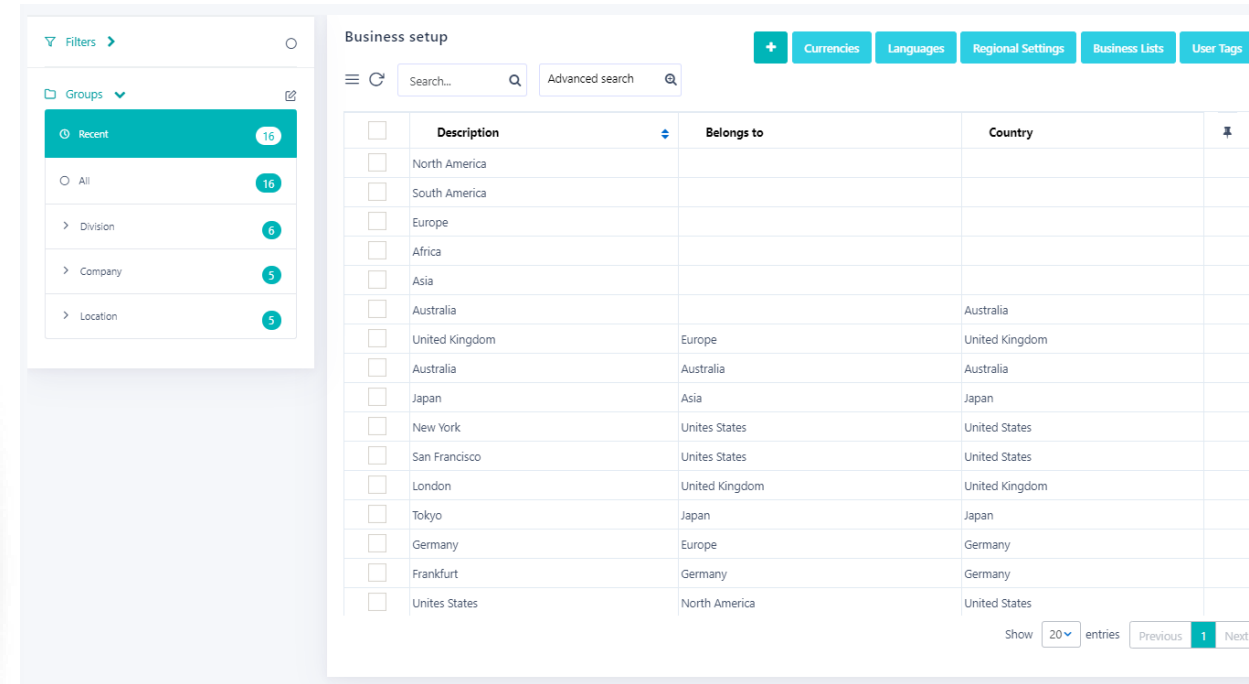 Filters
Groups
Recent 16
All 16
Division 6
Company 5
Location 5
Business setup
+ Currencies Languages Regional Settings Business Lists User Tags
Search... Advanced search
Description Belongs to Country
North America
South America
Europe
Africa
Asia
Australia Australia
United Kingdom Europe United Kingdom
Australia Australia Australia
Japan Asia Japan
New York Unites States United States
San Francisco Unites States United States
London United Kingdom United Kingdom
Tokyo Japan Japan
Germany Europe Germany
Frankfurt Germany Germany
Unites States North America United States
Show 20 entries Previous 1 Next